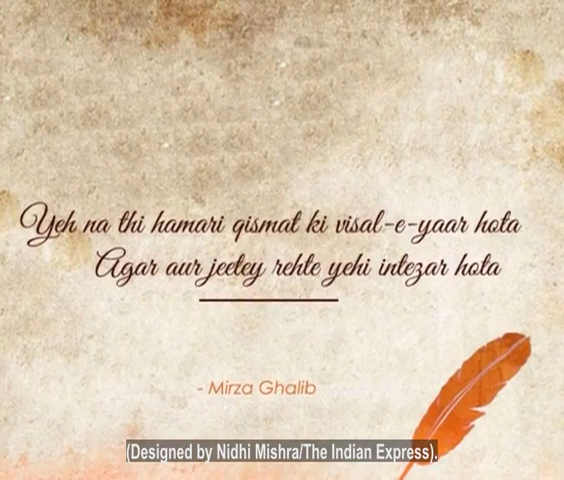 Yeh na thi hamari qismat ki visal-e-yaar hota
Agar aur jeetey rehte yehi intezar hota
- Mirza Ghalib
(Designed by Nidhi Mishra/The Indian Express).